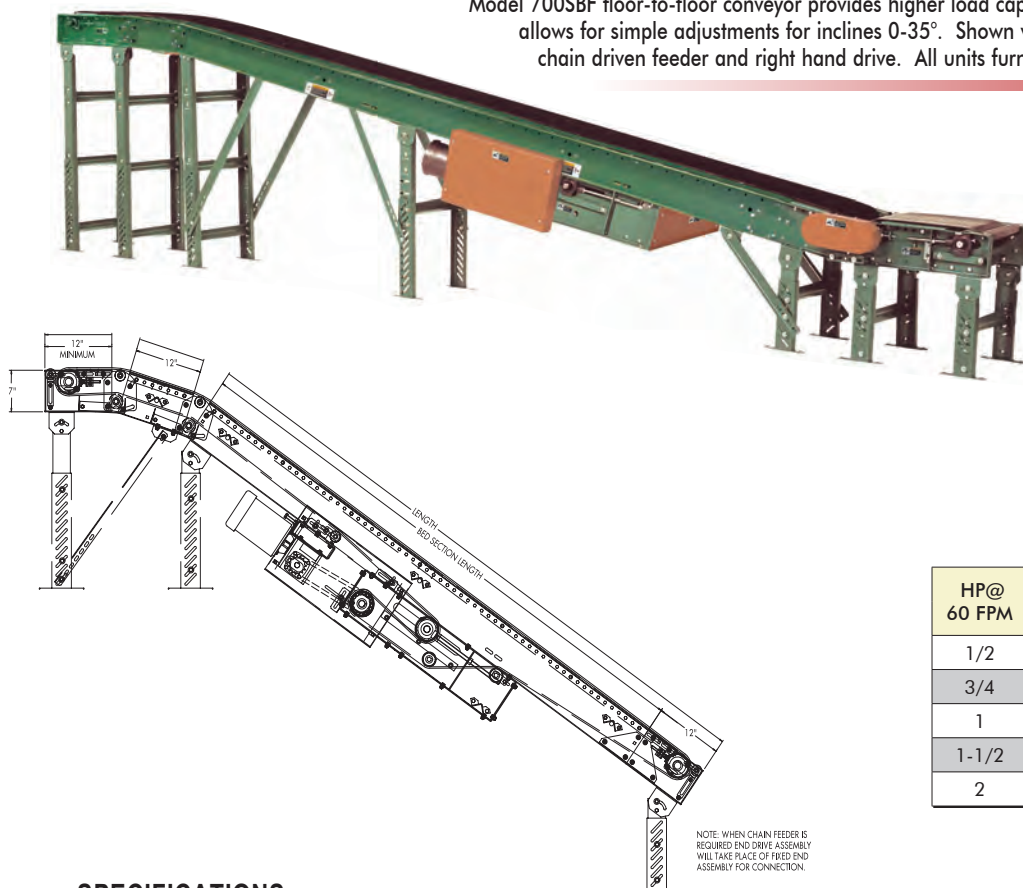 Model 700SBF floor-to-floor conveyor provides higher load cap
allows for simple adjustments for inclines 0-35°. Shown
chain driven feeder and right hand drive. All units furn
12"
MINIMUM
12"
7"
LENGTH
BED SECTION LENGTH
12"
HP@
60 FPM
1/2
3/4
1
1-1/2
2
NOTE: WHEN CHAIN FEEDER IS
REQUIRED END DRIVE ASSEMBLY
WILL TAKE PLACE OF FIXED END
ASSEMBLY FOR CONNECTION.
SPECIFICATIONS